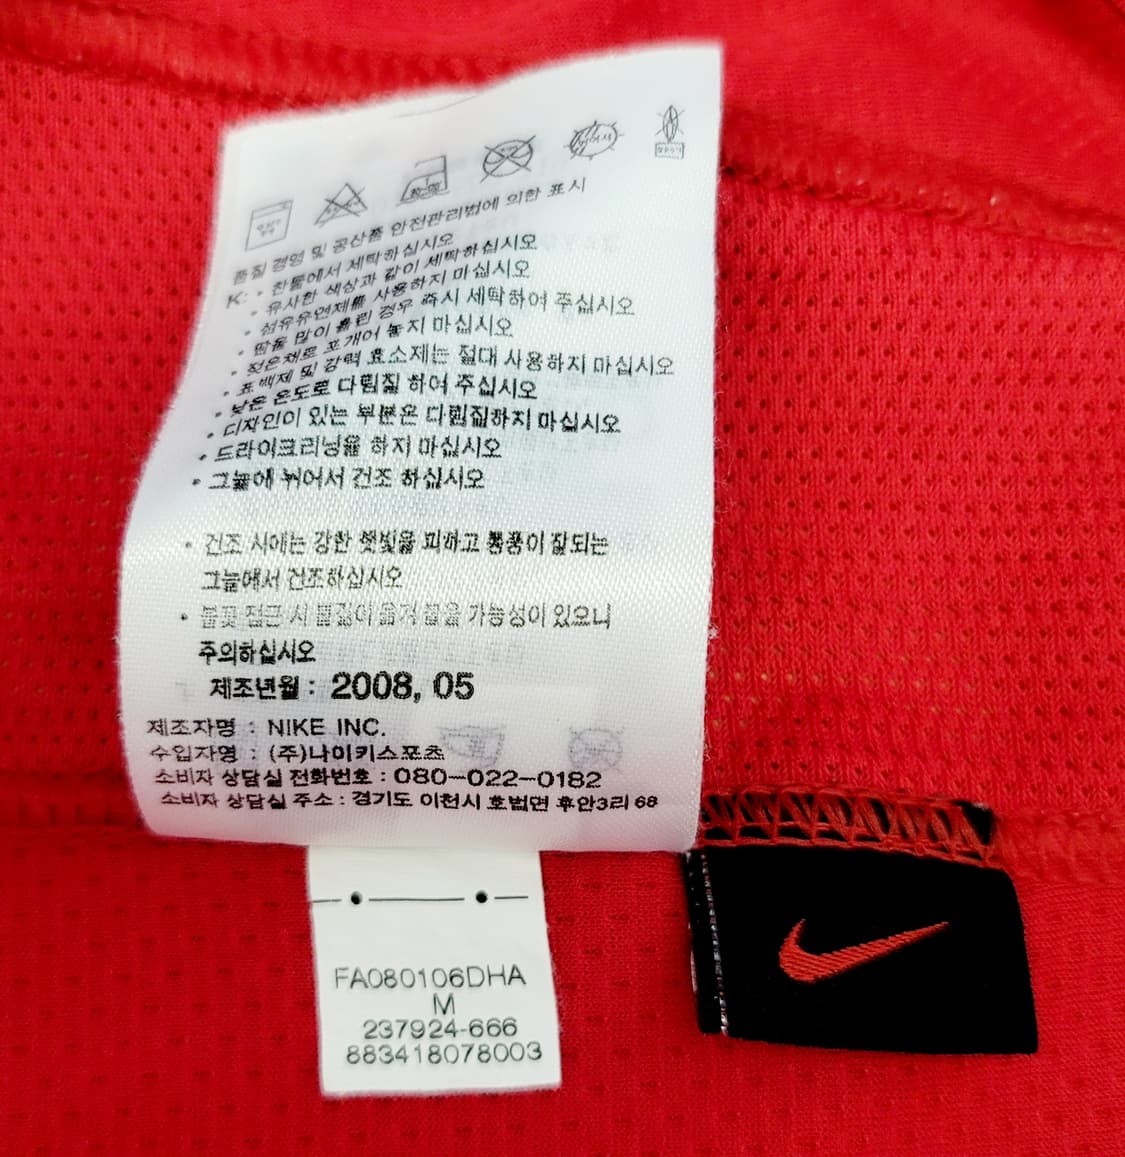 품질 경영 및 공산품 안전관리법에 의한 표시
K: • 찬물에서 세탁하십시오
• 유사한 색상과 같이 세탁하십시오
• 섬유유연제를 사용하지 마십시오
• 땀을 많이 흘린 경우 즉시 세탁하여 주십시오
• 젖은채로 포개어 놓지 마십시오
• 표백제 및 강력 효소제는 절대 사용하지 마십시오
• 낮은 온도로 다림질 하여 주십시오
• 디자인이 있는 부분은 다림질하지 마십시오
• 드라이크리닝을 하지 마십시오
• 그늘에 뉘어서 건조 하십시오
• 건조 시에는 강한 햇빛을 피하고 통풍이 잘되는
그늘에서 건조하십시오
• 불꽃 접근 시 불길이 옮겨 붙을 가능성이 있으니
주의하십시오
제조년월 : 2008, 05
제조자명 : NIKE INC.
수입자명 : (주)나이키스포츠
소비자 상담실 전화번호 : 080-022-0182
소비자 상담실 주소 : 경기도 이천시 호법면 후안3리 68
FA080106DHA
M
237924-666
883418078003